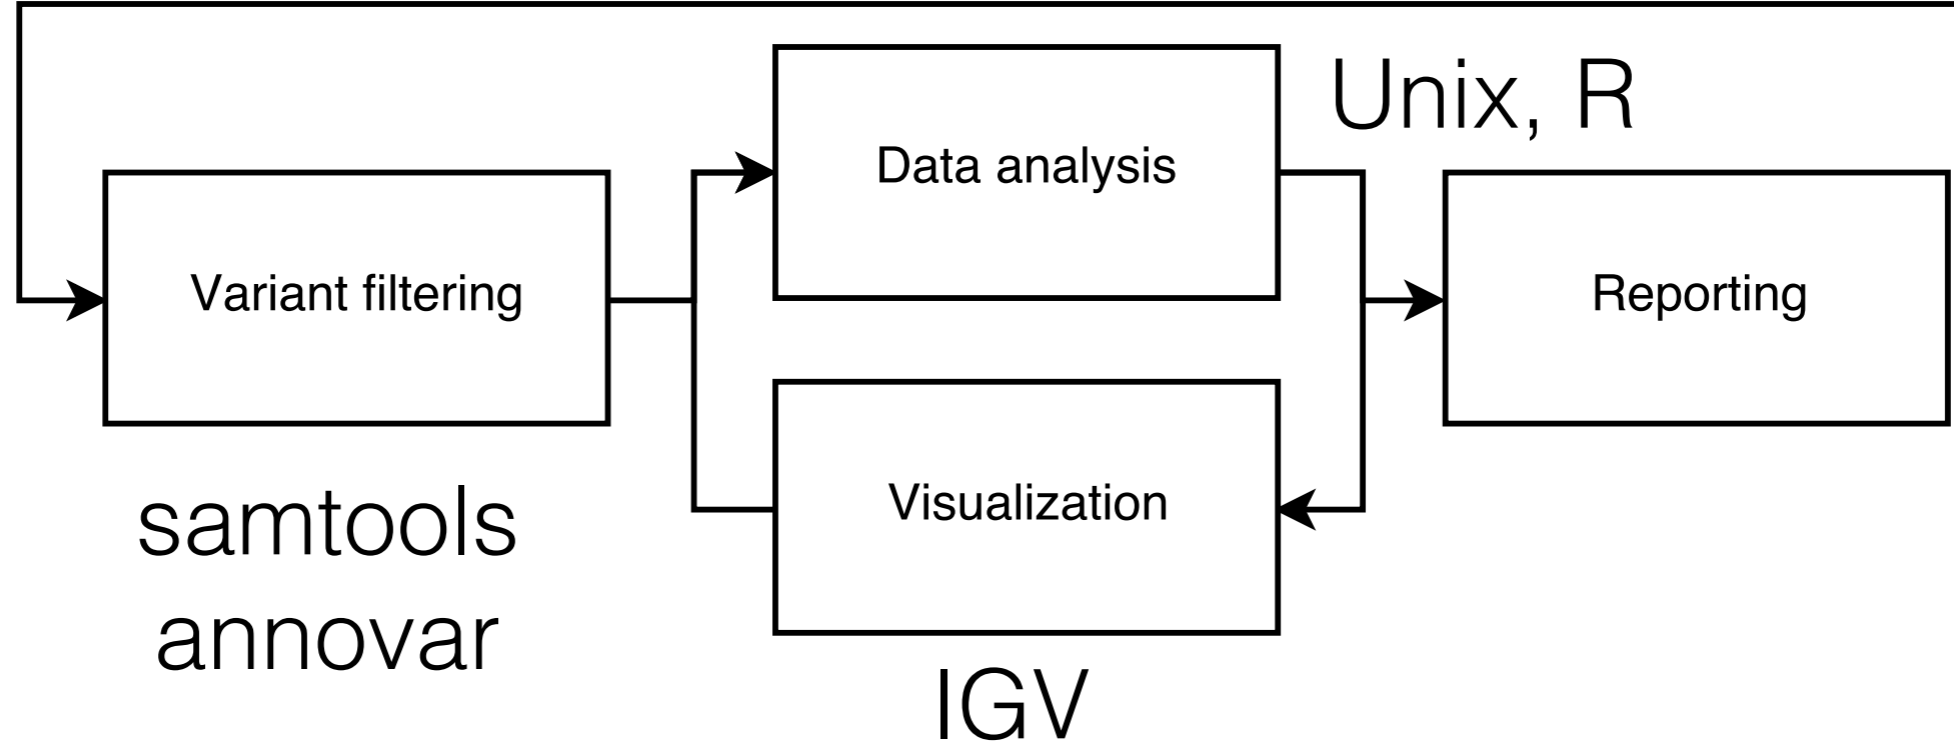 Variant filtering
samtools
annovar
Data analysis
Unix, R
Visualization
IGV
Reporting